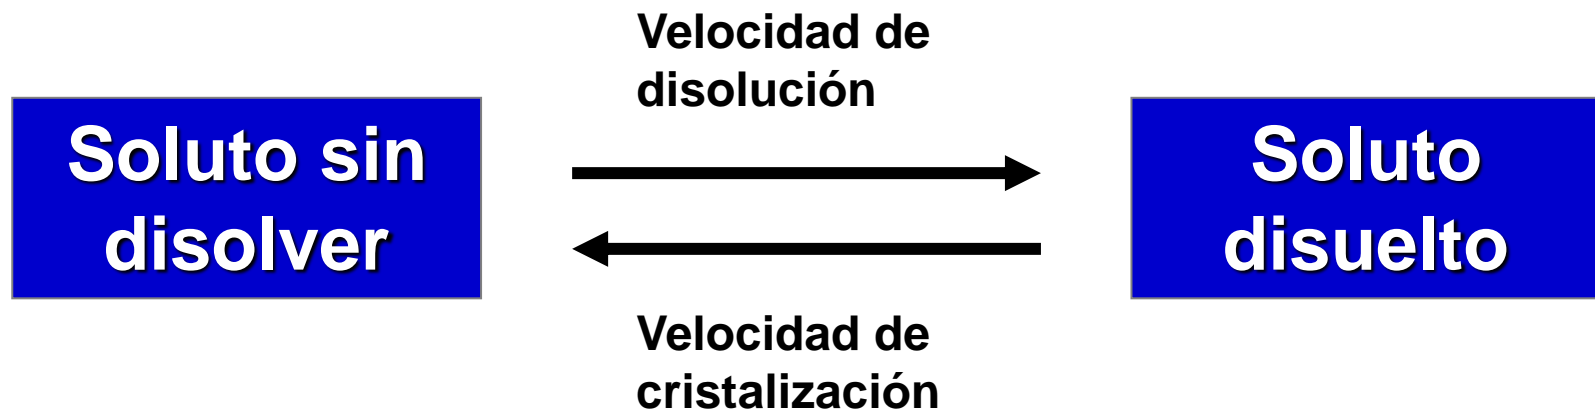 Velocidad de
disolución
Soluto sin
disolver
Soluto
disuelto
Velocidad de
cristalización